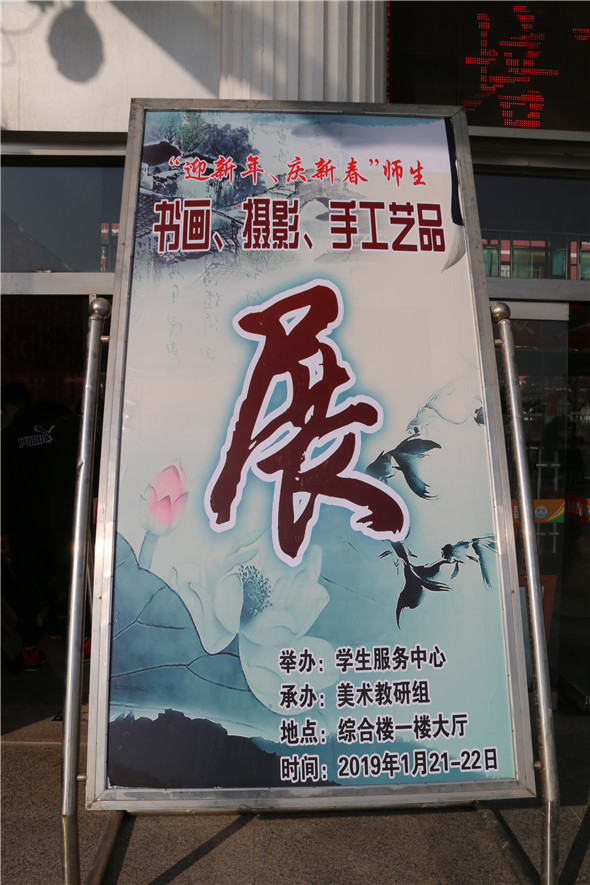 “迎新年、庆新春”师生
书画、摄影、手工艺品
展
举办：学生服务中心
承办：美术教研组
地点：综合楼一楼大厅
时间：2019年1月21-22日
PUMA